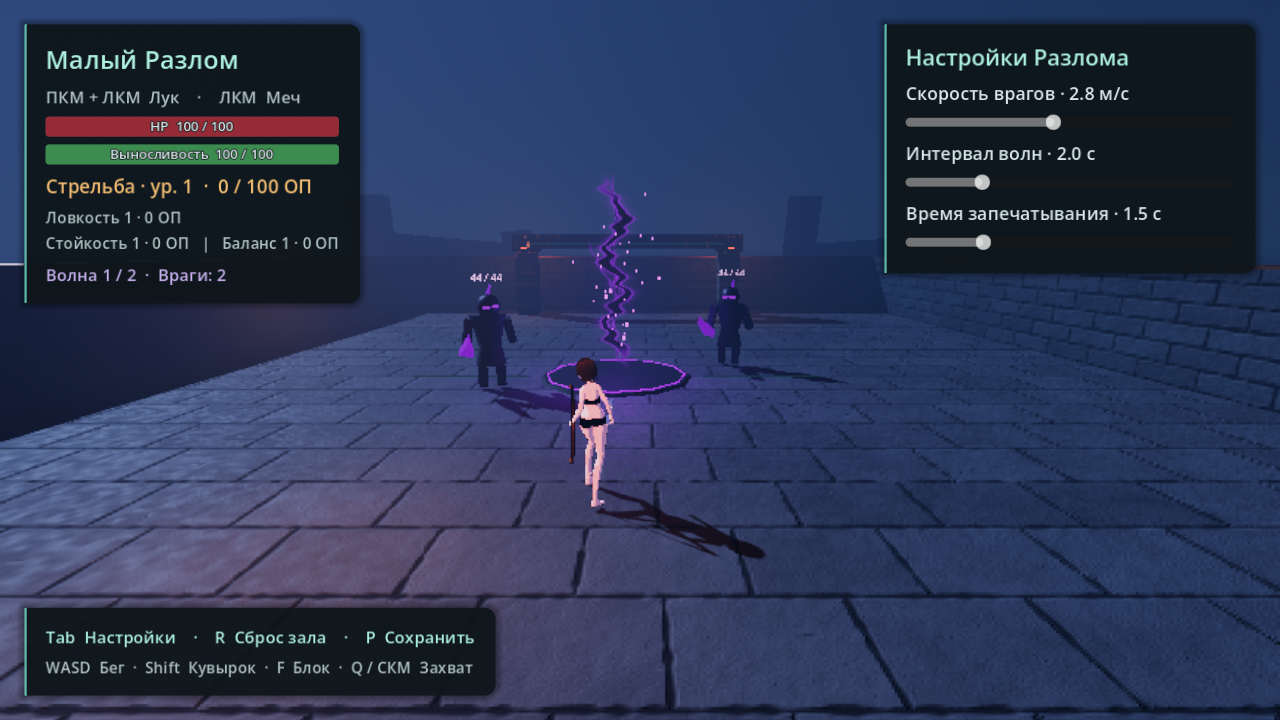 Малый Разлом
ПКМ + ЛКМ Лук · ЛКМ Меч
HP 100 / 100
Выносливость 100 / 100
Стрельба · ур. 1 · 0 / 100 ОП
Ловкость 1 · 0 ОП
Стойкость 1 · 0 ОП | Баланс 1 · 0 ОП
Волна 1 / 2 · Враги: 2
Настройки Разлома
Скорость врагов · 2.8 м/с
Интервал волн · 2.0 с
Время запечатывания · 1.5 с
44 / 44
44 / 44
Tab Настройки · R Сброс зала · P Сохранить
WASD Бег · Shift Кувырок · F Блок · Q / СКМ Захват